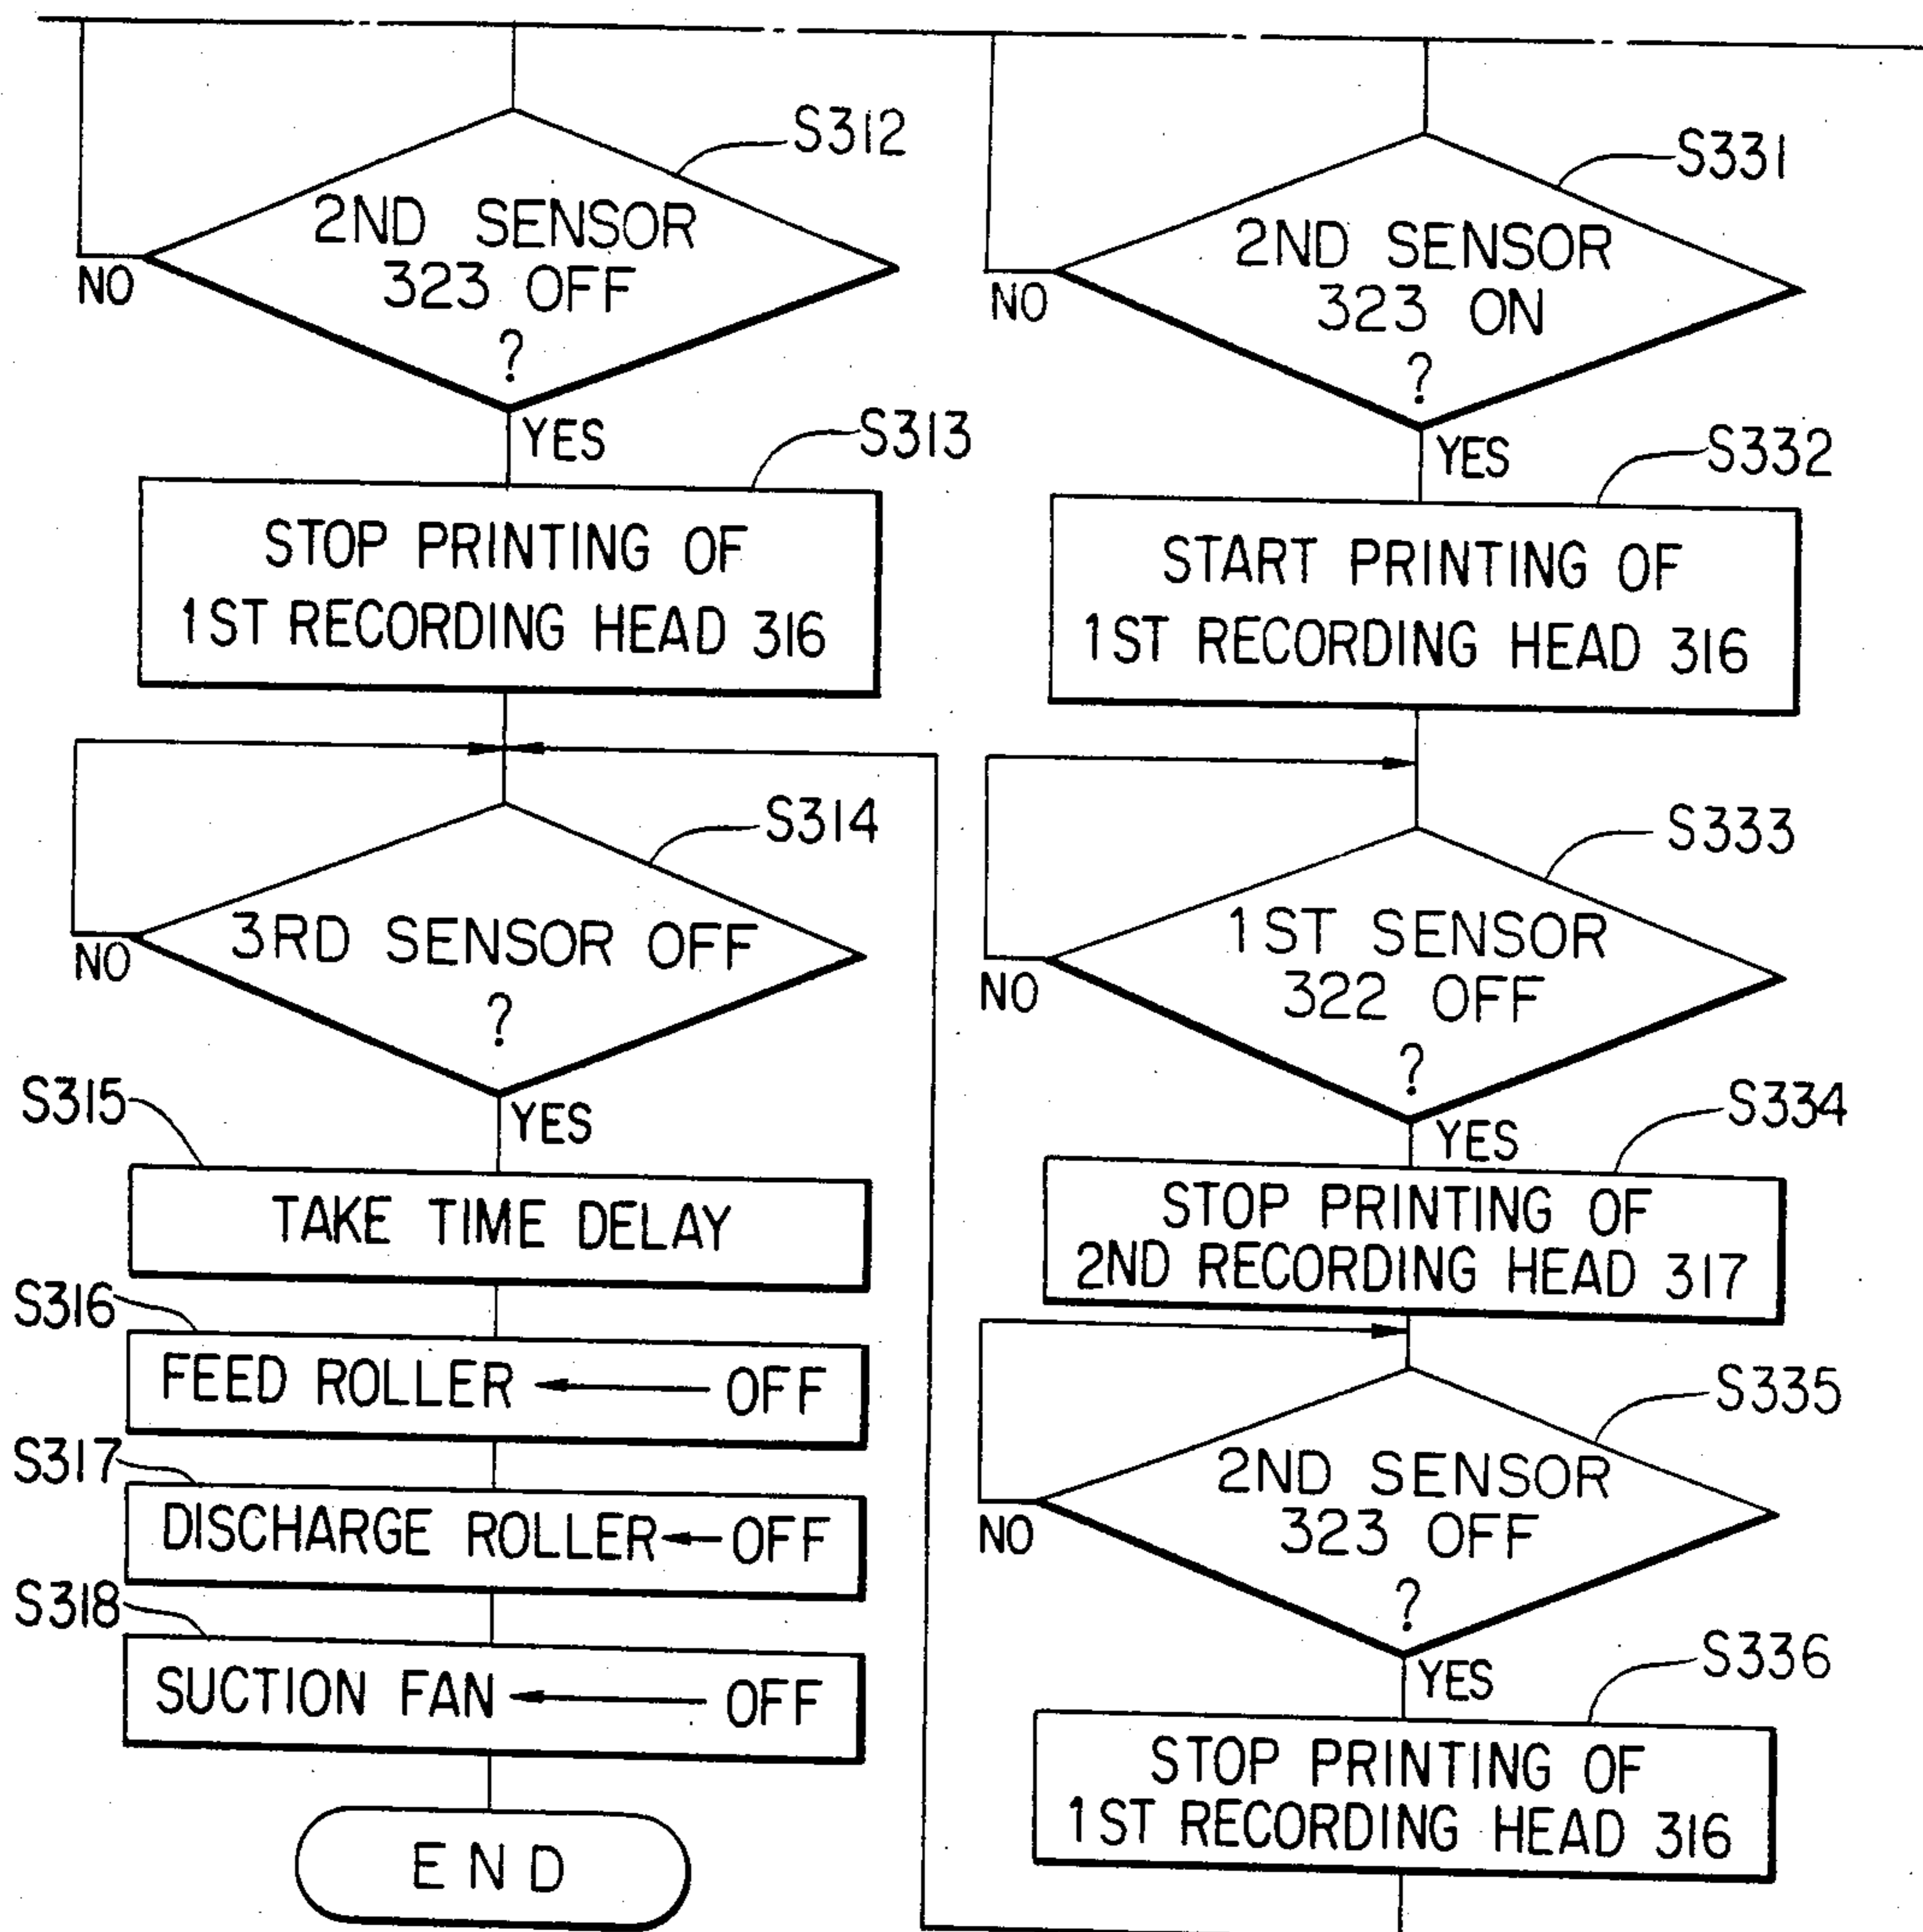 S312
2ND SENSOR
323 OFF
?
NO
YES
S313
STOP PRINTING OF
1ST RECORDING HEAD 316
S314
3RD SENSOR OFF
?
NO
YES
S315
TAKE TIME DELAY
S316
FEED ROLLER ← OFF
S317
DISCHARGE ROLLER ← OFF
S318
SUCTION FAN ← OFF
END
S331
2ND SENSOR
323 ON
?
NO
YES
S332
START PRINTING OF
1ST RECORDING HEAD 316
S333
1ST SENSOR
322 OFF
?
NO
YES
S334
STOP PRINTING OF
2ND RECORDING HEAD 317
S335
2ND SENSOR
323 OFF
?
NO
YES
S336
STOP PRINTING OF
1ST RECORDING HEAD 316